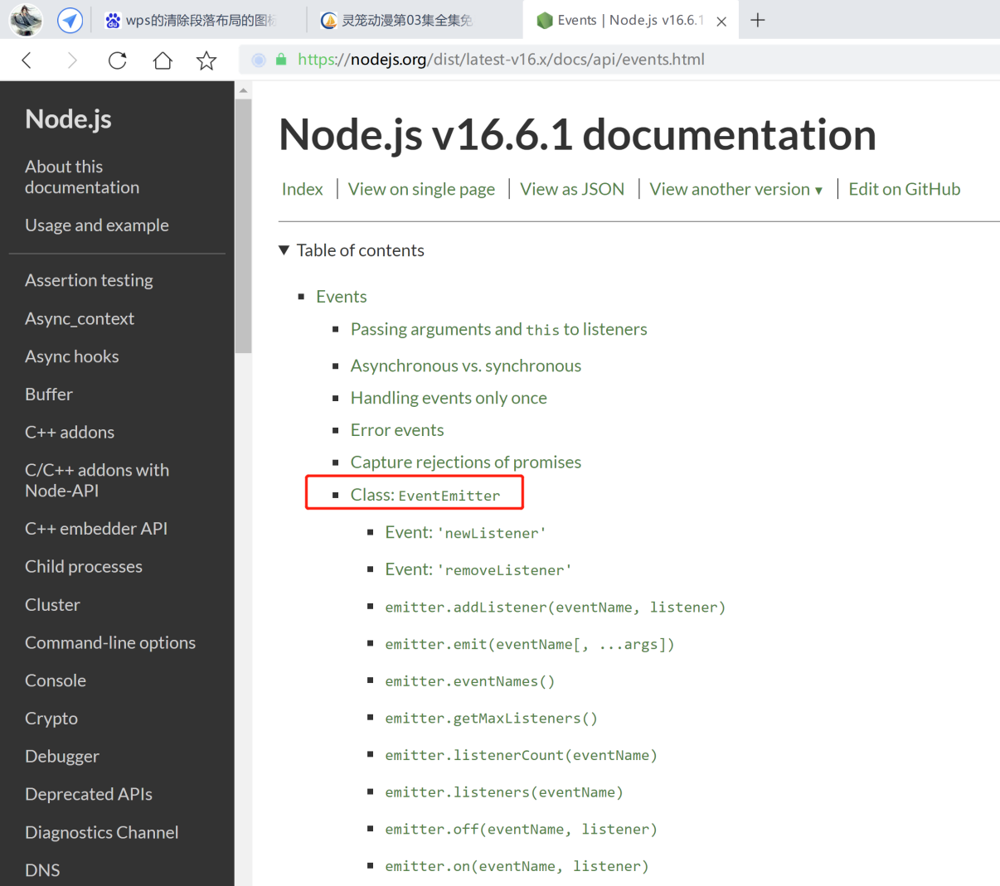 wps的清除段落布局的图标
灵笼动漫第03集全集免
Events | Node.js v16.6.1
https://nodejs.org/dist/latest-v16.x/docs/api/events.html
Node.js
About this
documentation
Usage and example
Assertion testing
Async_context
Async hooks
Buffer
C++ addons
C/C++ addons with
Node-API
C++ embedder API
Child processes
Cluster
Command-line options
Console
Crypto
Debugger
Deprecated APIs
Diagnostics Channel
DNS
Node.js v16.6.1 documentation
Index | View on single page | View as JSON | View another version ▼ | Edit on GitHub
▼ Table of contents
Events
Passing arguments and this to listeners
Asynchronous vs. synchronous
Handling events only once
Error events
Capture rejections of promises
Class: EventEmitter
Event: 'newListener'
Event: 'removeListener'
emitter.addListener(eventName, listener)
emitter.emit(eventName[, ...args])
emitter.eventNames()
emitter.getMaxListeners()
emitter.listenerCount(eventName)
emitter.listeners(eventName)
emitter.off(eventName, listener)
emitter.on(eventName, listener)